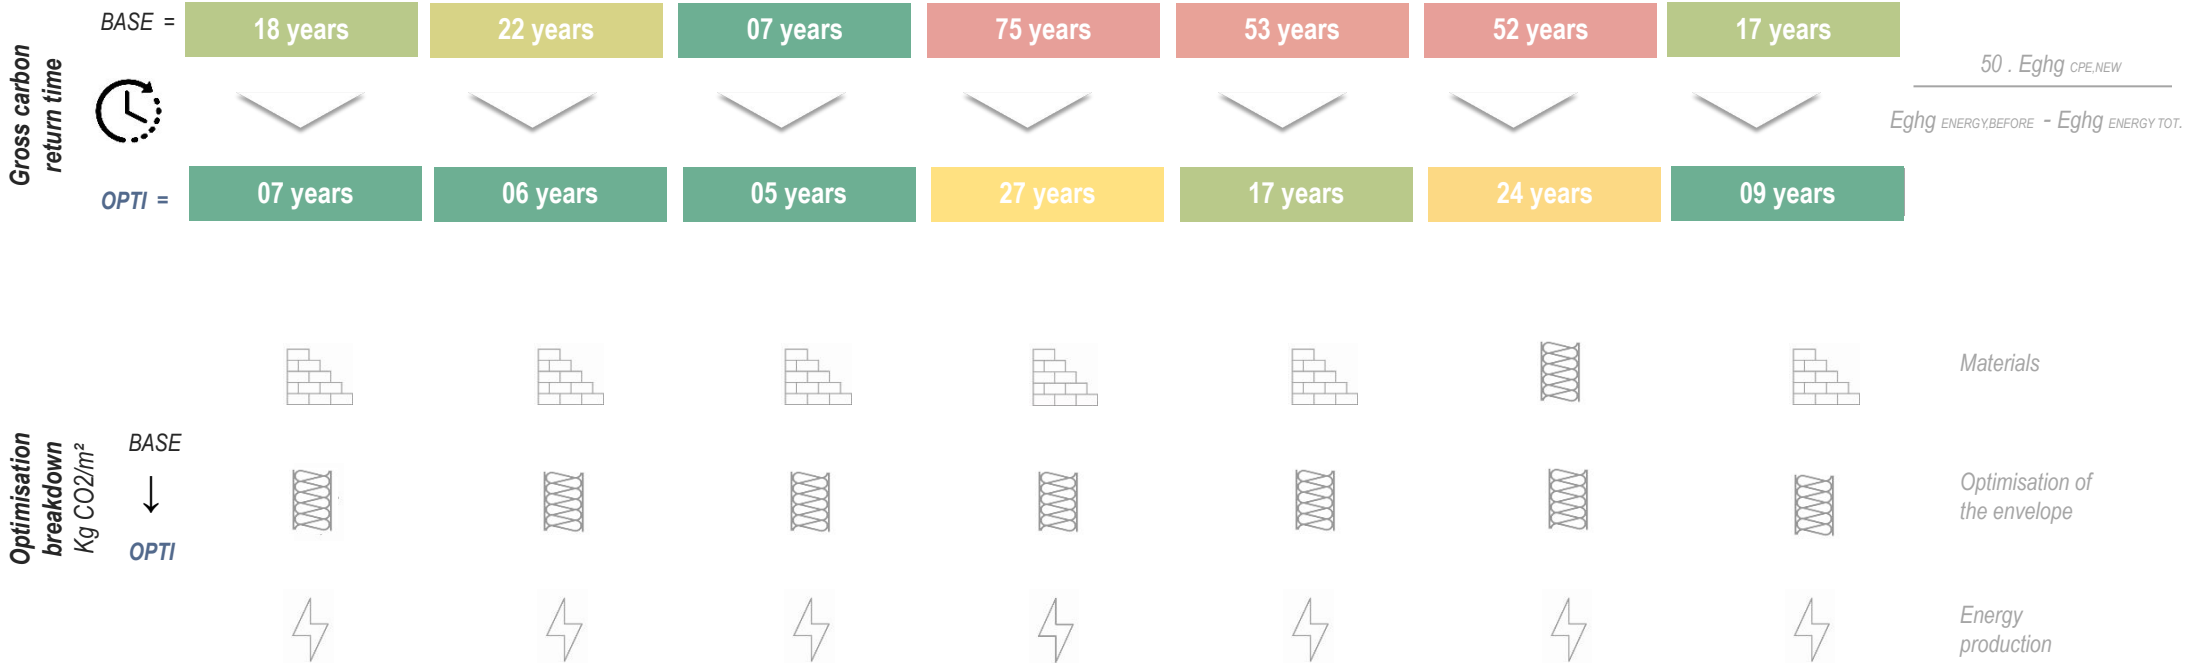 Gross carbon
return time
BASE =
18 years
22 years
07 years
75 years
53 years
52 years
17 years
50 . Eghg CPE,NEW
Eghg ENERGY,BEFORE - Eghg ENERGY TOT.
OPTI =
07 years
06 years
05 years
27 years
17 years
24 years
09 years
Optimisation
breakdown
Kg CO2/m²
BASE
↓
OPTI
Materials
Optimisation of
the envelope
Energy
production